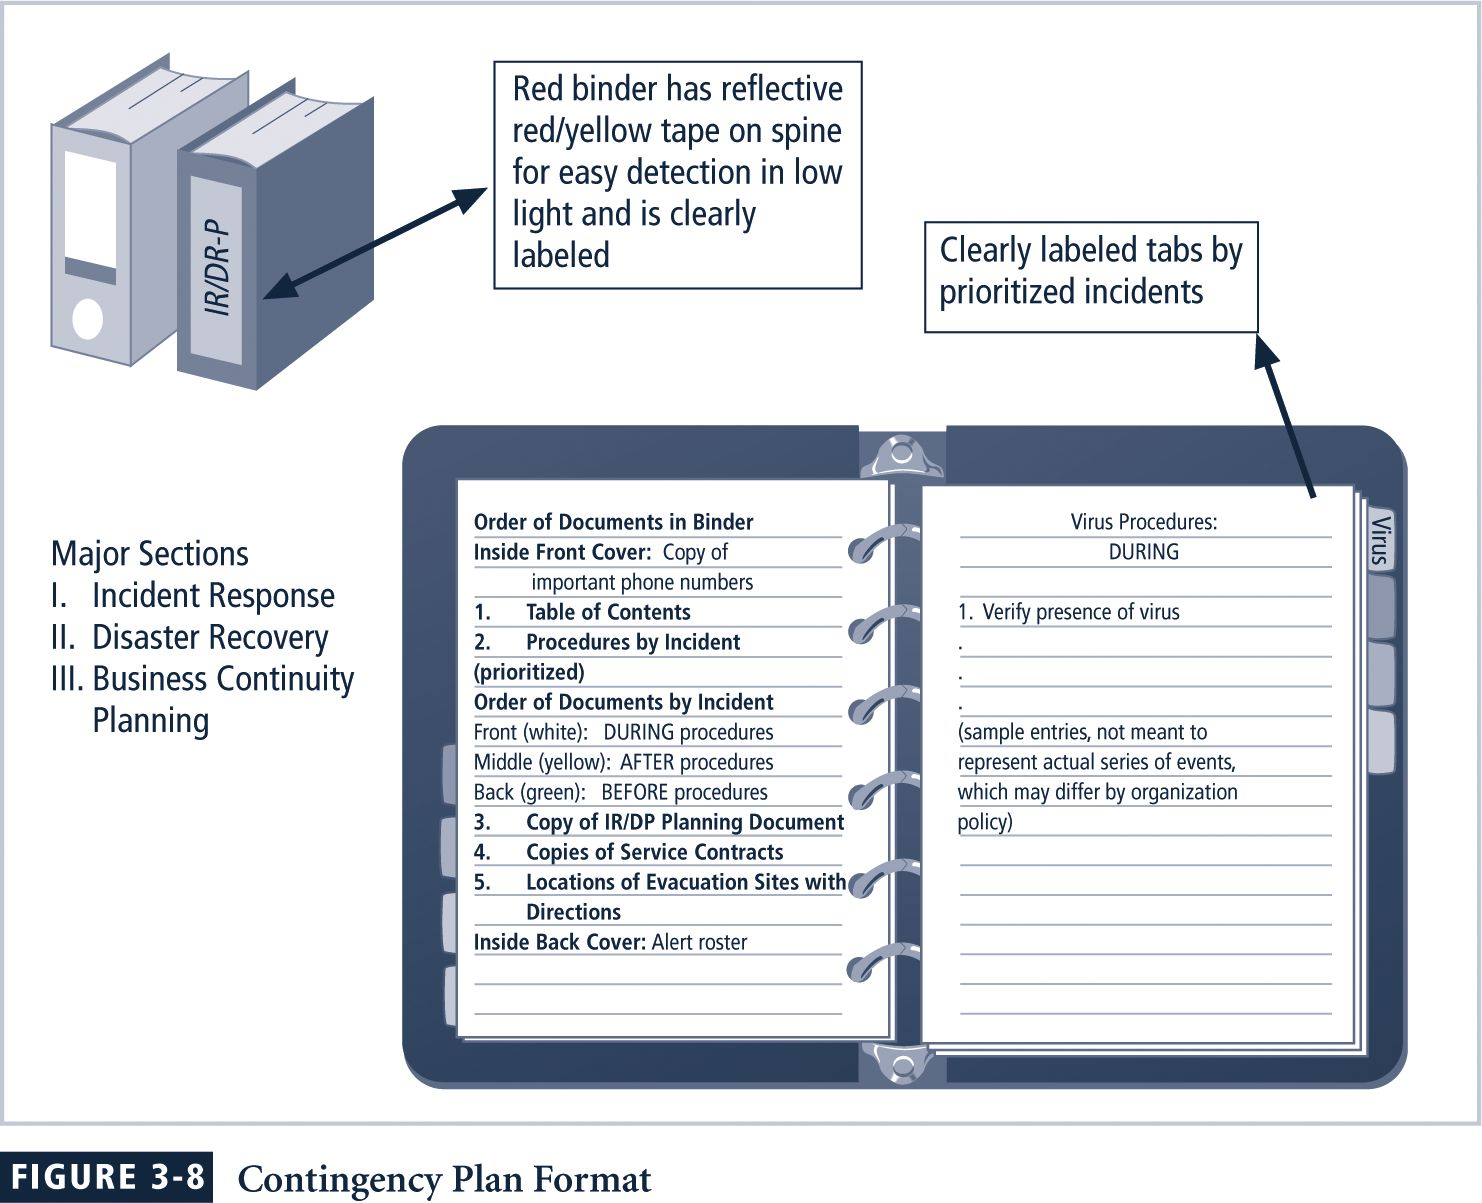 Red binder has reflective
red/yellow tape on spine
for easy detection in low
light and is clearly
labeled
IR/DR-P
Clearly labeled tabs by
prioritized incidents
Major Sections
I. Incident Response
II. Disaster Recovery
III. Business Continuity
Planning
Order of Documents in Binder
Inside Front Cover: Copy of
important phone numbers
1. Table of Contents
2. Procedures by Incident
(prioritized)
Order of Documents by Incident
Front (white): DURING procedures
Middle (yellow): AFTER procedures
Back (green): BEFORE procedures
3. Copy of IR/DP Planning Document
4. Copies of Service Contracts
5. Locations of Evacuation Sites with
Directions
Inside Back Cover: Alert roster
Virus Procedures:
DURING
1. Verify presence of virus
.
.
.
(sample entries, not meant to
represent actual series of events,
which may differ by organization
policy)
Virus
FIGURE 3-8 Contingency Plan Format